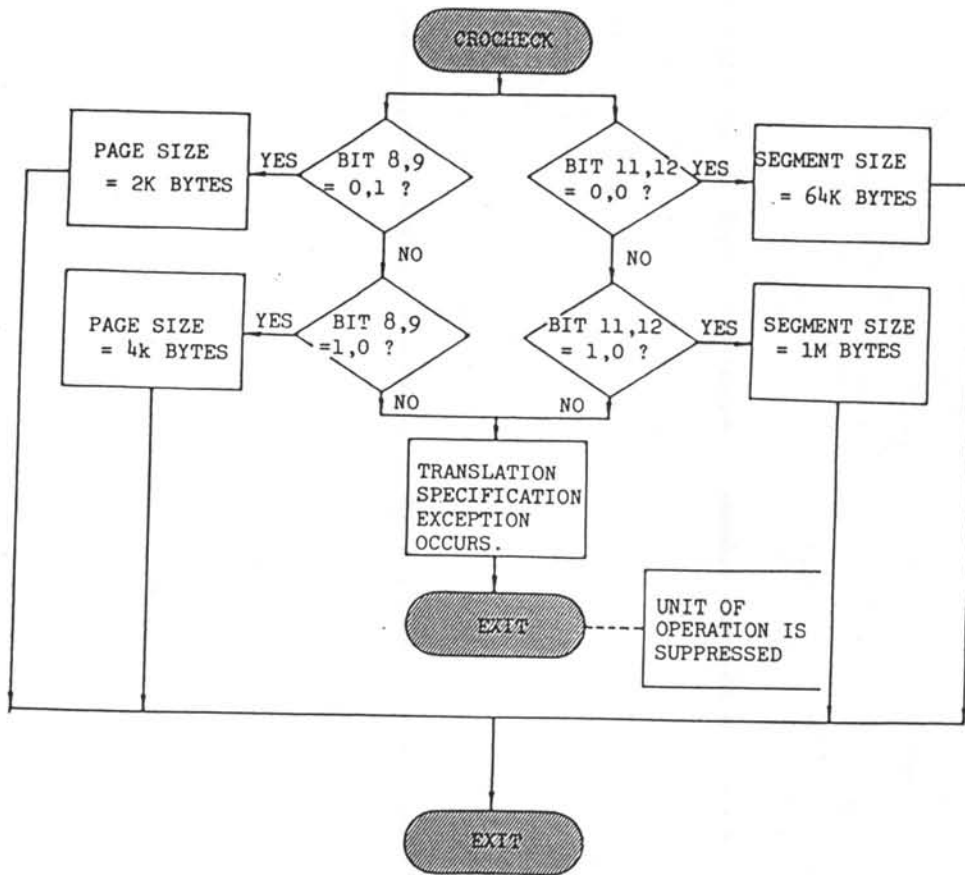 CROCHECK
PAGE SIZE
= 2K BYTES
YES
BIT 8,9
= 0,1 ?
BIT 11,12
= 0,0 ?
YES
SEGMENT SIZE
= 64K BYTES
NO
NO
PAGE SIZE
= 4k BYTES
YES
BIT 8,9
=1,0 ?
BIT 11,12
= 1,0 ?
YES
SEGMENT SIZE
= 1M BYTES
NO
NO
TRANSLATION
SPECIFICATION
EXCEPTION
OCCURS.
EXIT
UNIT OF
OPERATION IS
SUPPRESSED
EXIT